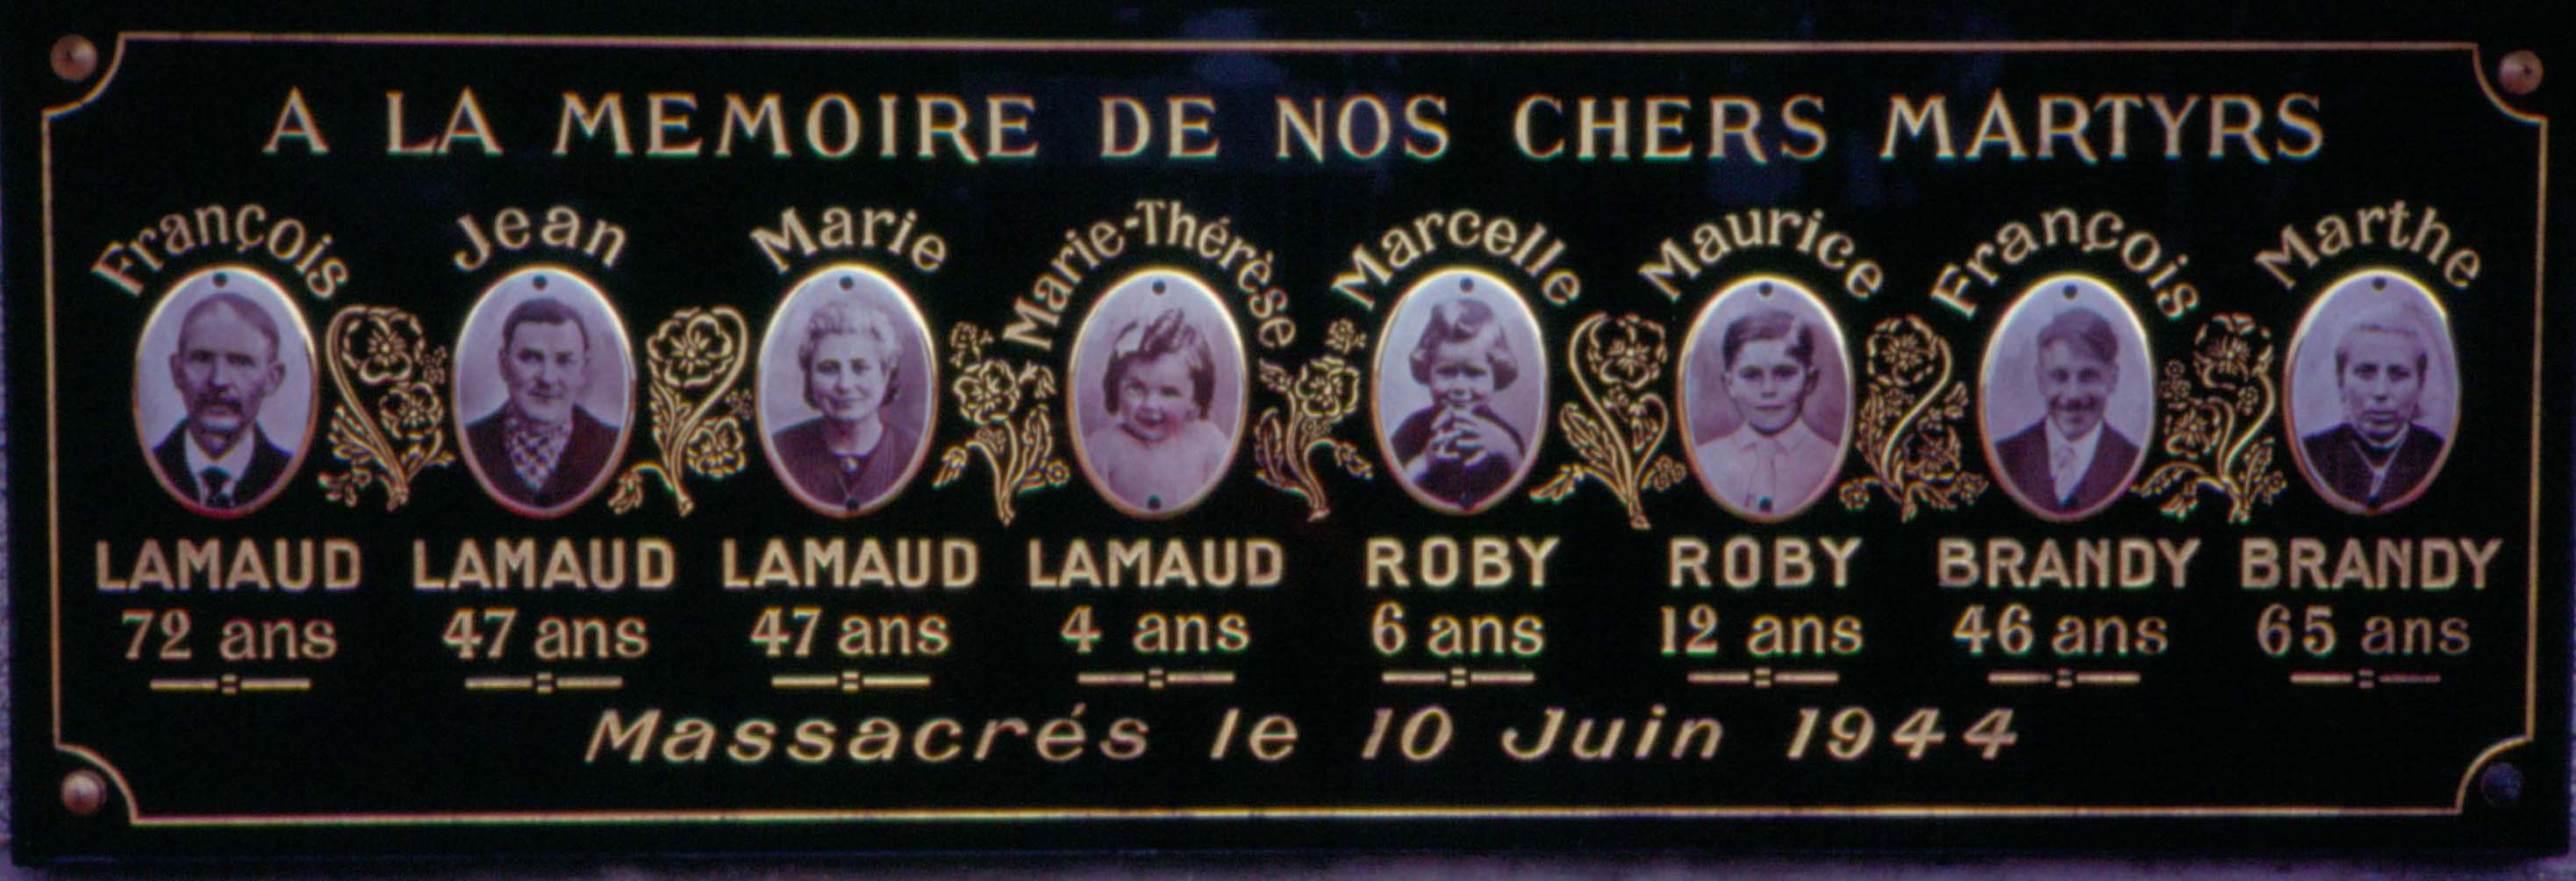 A LA MEMOIRE DE NOS CHERS MARTYRS
François Jean Marie Marie-Thérèse Marcelle Maurice François Marthe
LAMAUD LAMAUD LAMAUD LAMAUD ROBY ROBY BRANDY BRANDY
72 ans 47 ans 47 ans 4 ans 6 ans 12 ans 46 ans 65 ans
Massacrés le 10 Juin 1944